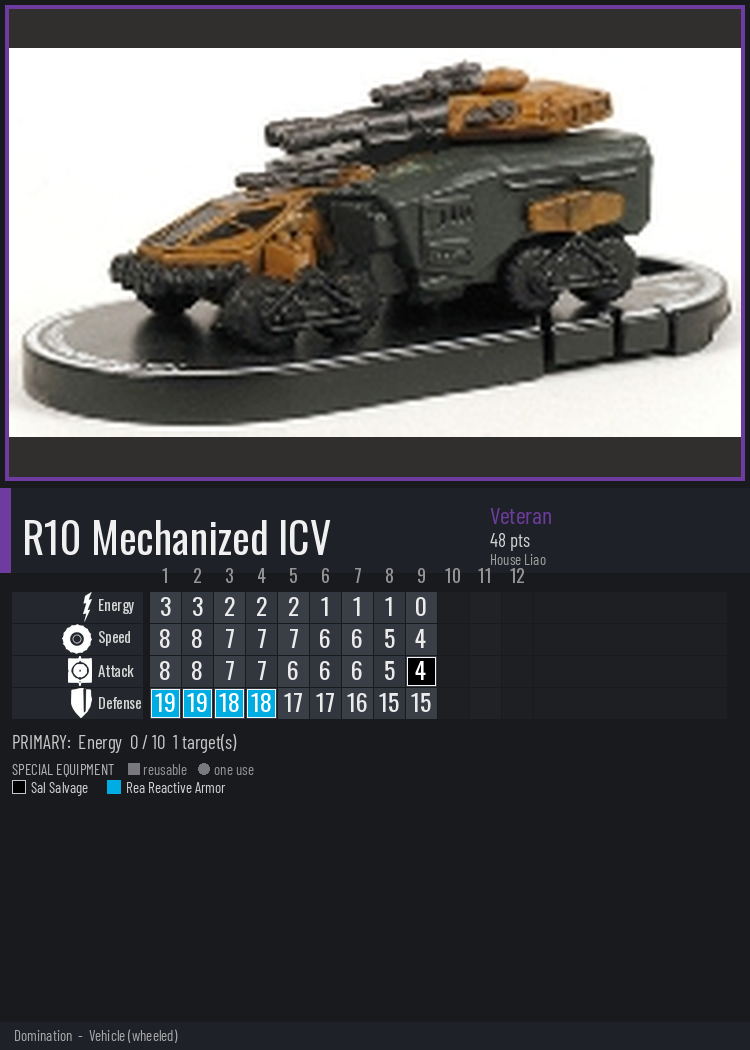 R10 Mechanized ICV
Veteran
48 pts
House Liao
1 2 3 4 5 6 7 8 9 10 11 12
Energy 3 3 2 2 2 1 1 1 0
Speed 8 8 7 7 7 6 6 5 4
Attack 8 8 7 7 6 6 6 5 4
Defense 19 19 18 18 17 17 16 15 15
PRIMARY: Energy 0 / 10 1 target(s)
SPECIAL EQUIPMENT reusable one use
Sal Salvage Rea Reactive Armor
Domination - Vehicle (wheeled)